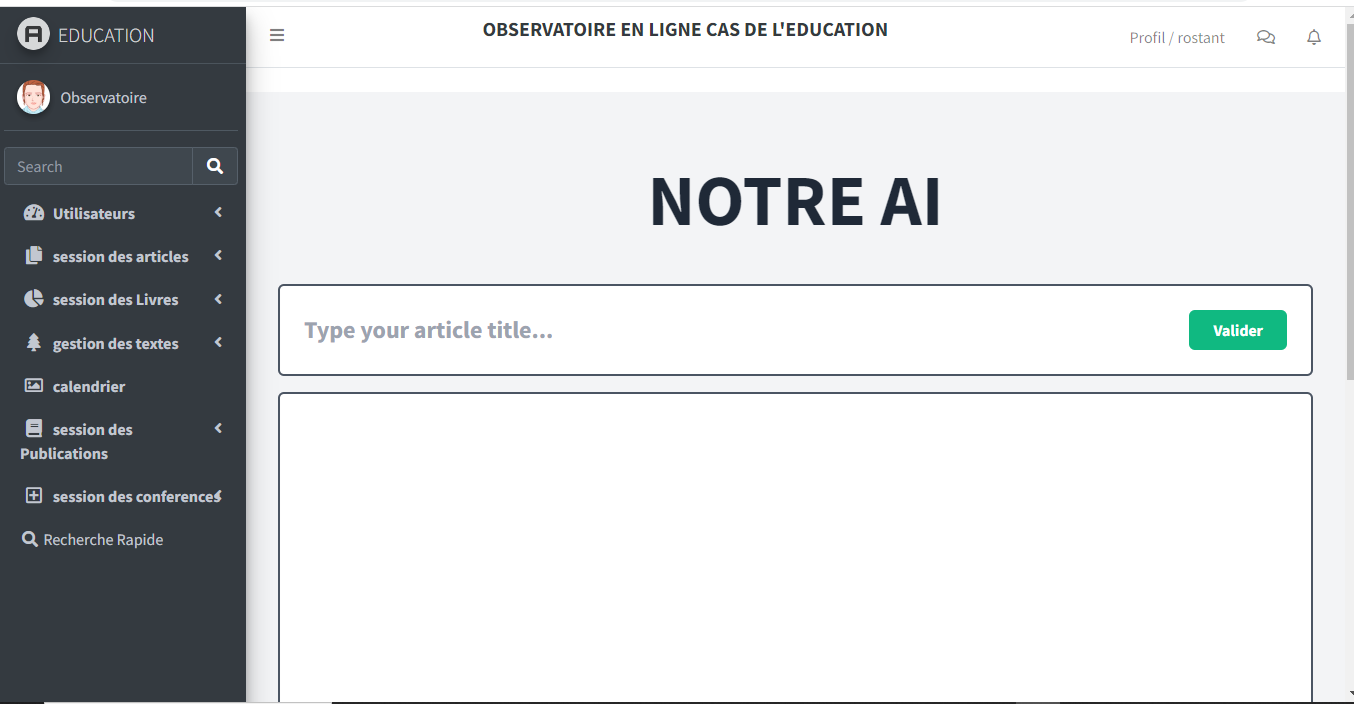 EDUCATION
Observatoire
Search
Utilisateurs
session des articles
session des Livres
gestion des textes
calendrier
session des
Publications
session des conferences
Recherche Rapide
OBSERVATOIRE EN LIGNE CAS DE L'EDUCATION
Profil / rostant
NOTRE AI
Type your article title...
Valider